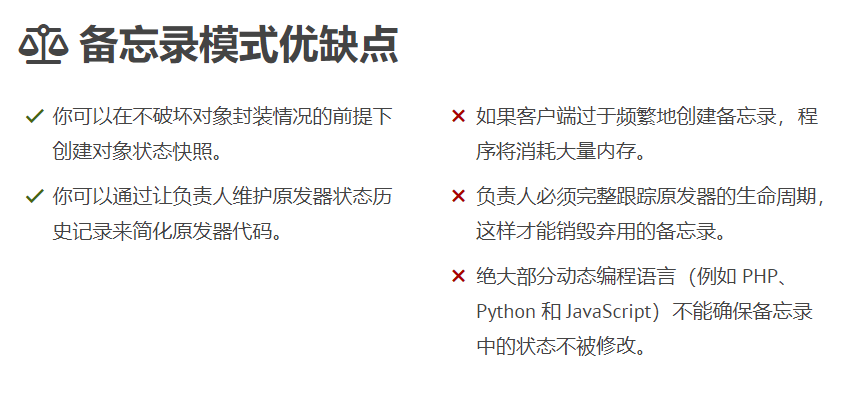 备忘录模式优缺点
你可以在不破坏对象封装情况的前提下
创建对象状态快照。
你可以通过让负责人维护原发器状态历
史记录来简化原发器代码。
如果客户端过于频繁地创建备忘录，程
序将消耗大量内存。
负责人必须完整跟踪原发器的生命周期，
这样才能销毁弃用的备忘录。
绝大部分动态编程语言（例如 PHP、
Python 和 JavaScript）不能确保备忘录
中的状态不被修改。